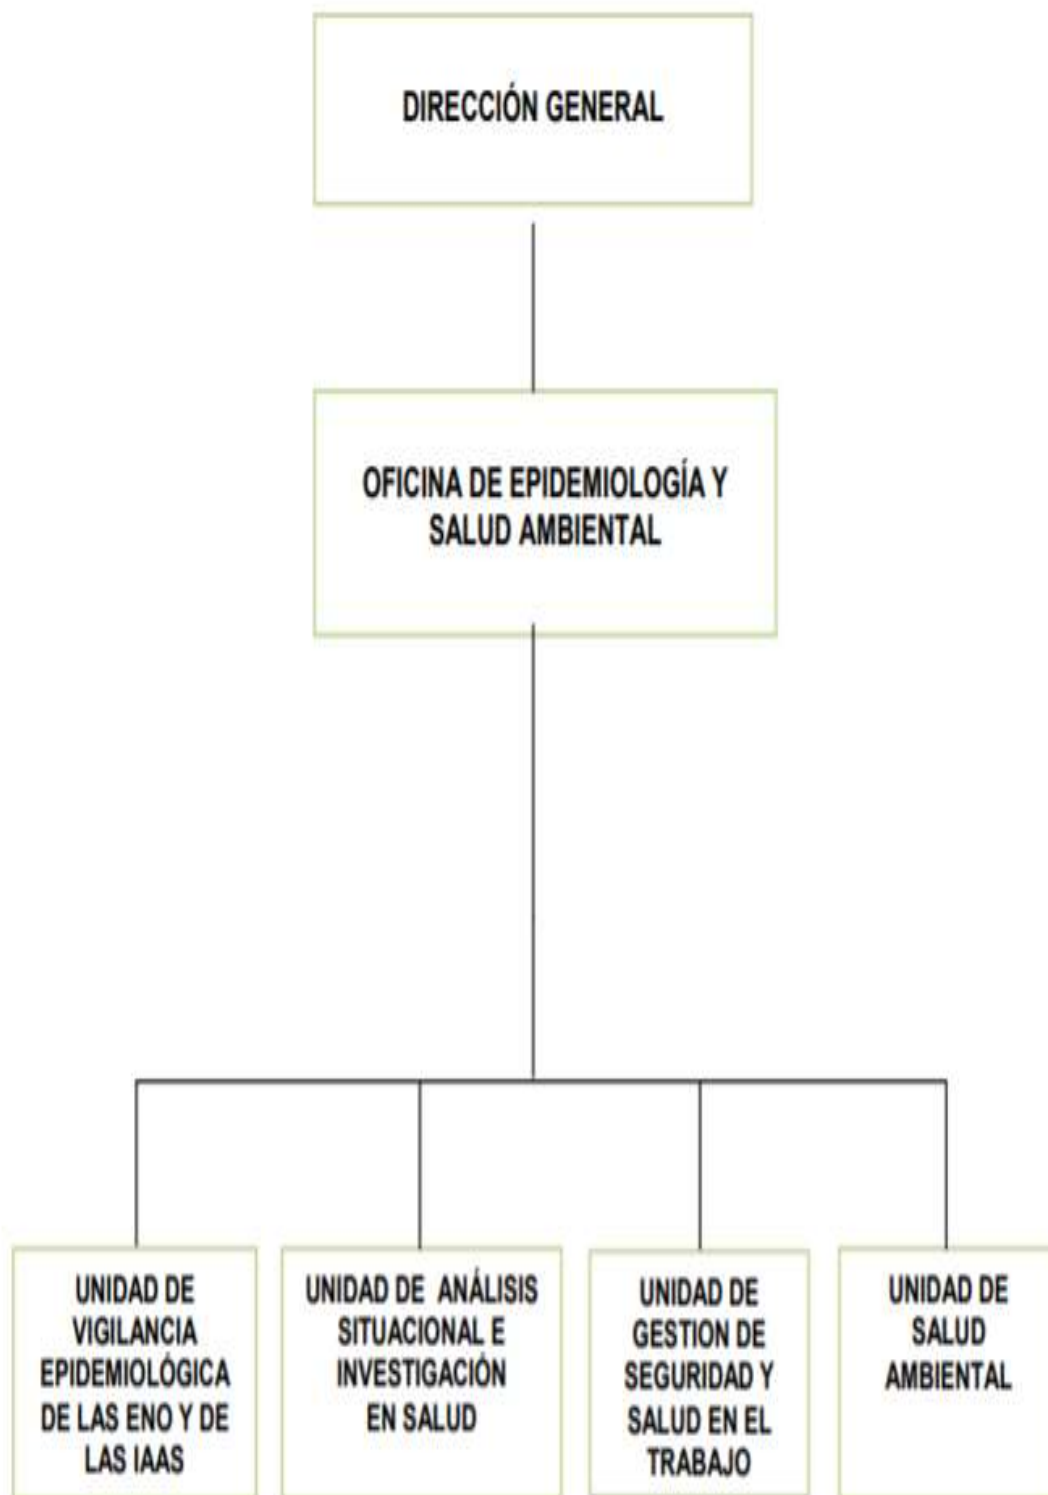 DIRECCIÓN GENERAL
OFICINA DE EPIDEMIOLOGÍA Y
SALUD AMBIENTAL
UNIDAD DE
VIGILANCIA
EPIDEMIOLÓGICA
DE LAS ENO Y DE
LAS IAAS
UNIDAD DE ANÁLISIS
SITUACIONAL E
INVESTIGACIÓN
EN SALUD
UNIDAD DE
GESTION DE
SEGURIDAD Y
SALUD EN EL
TRABAJO
UNIDAD DE
SALUD
AMBIENTAL